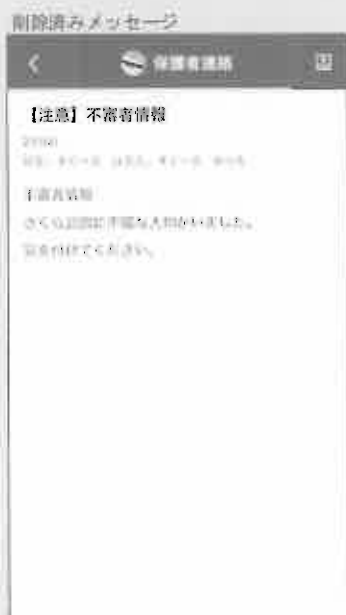 削除済みメッセージ
保護者連絡
【注意】不審者情報
不審者情報
さくら公園に不審な人物がいました。
気を付けてください。